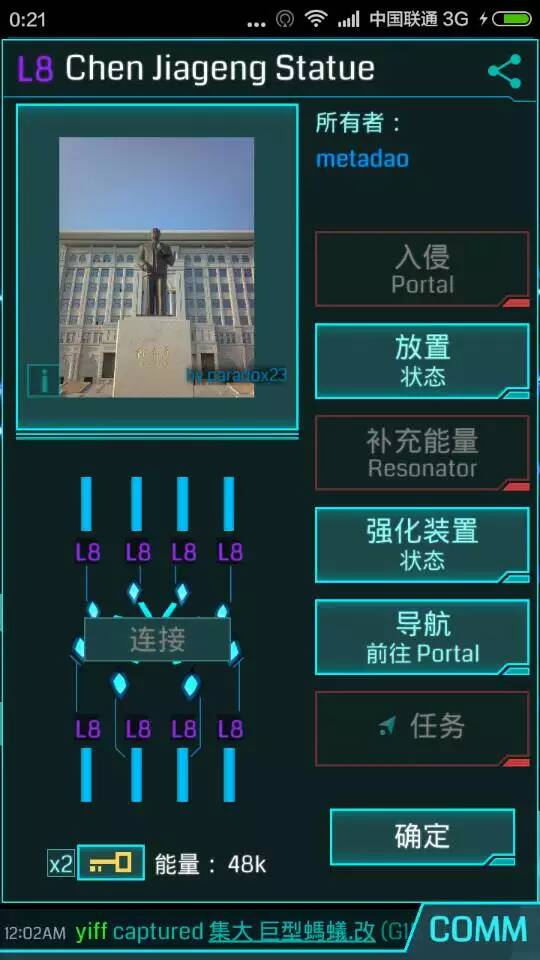 0:21 ... 中国联通 3G
L8 Chen Jiageng Statue
所有者：
metadao
入侵
Portal
放置
状态
by paradox23
补充能量
Resonator
强化装置
状态
L8 L8 L8 L8
导航
前往 Portal
连接
任务
L8 L8 L8 L8
确定
x2 能量： 48k
12:02AM yiff captured 集大 巨型螞蟻.改 (G1
COMM